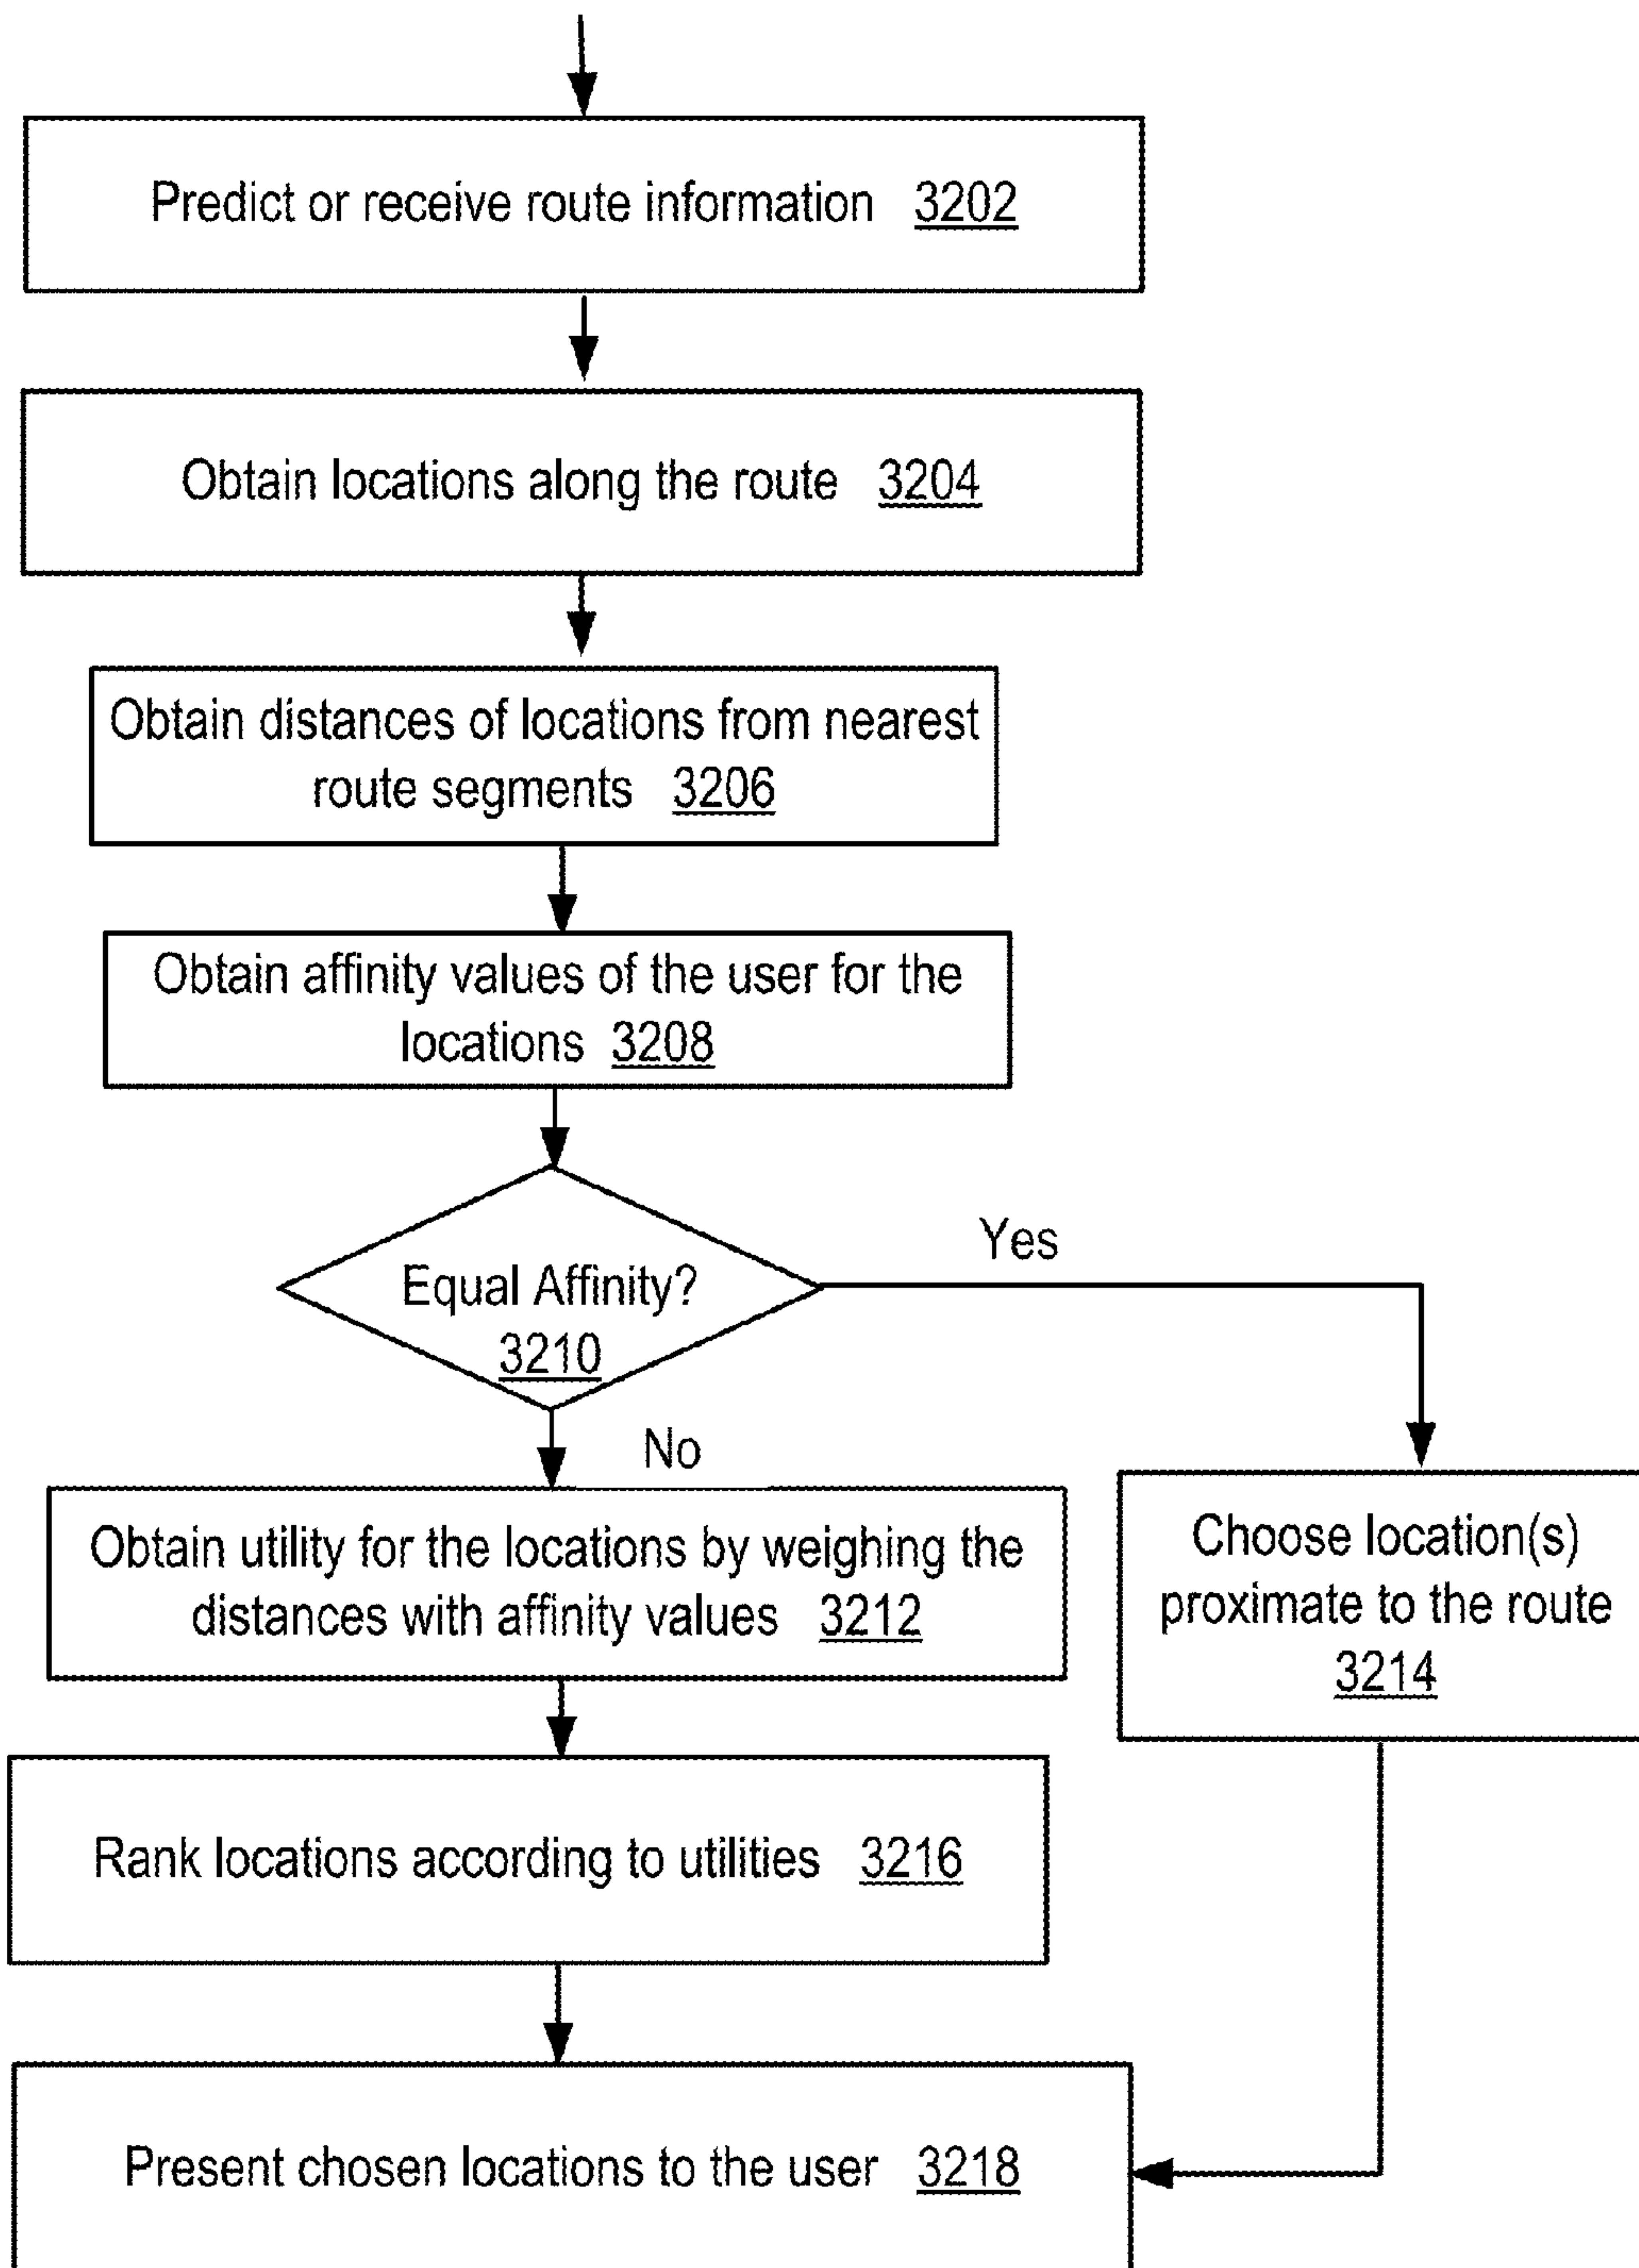 Predict or receive route information 3202
Obtain locations along the route 3204
Obtain distances of locations from nearest
route segments 3206
Obtain affinity values of the user for the
locations 3208
Equal Affinity?
3210
Yes
No
Obtain utility for the locations by weighing the
distances with affinity values 3212
Choose location(s)
proximate to the route
3214
Rank locations according to utilities 3216
Present chosen locations to the user 3218